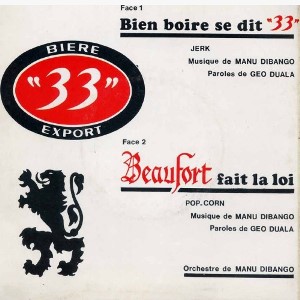 Face 1
Bien boire se dit "33"
JERK
Musique de MANU DIBANGO
Paroles de GEO DUALA
BIERE
"33"
EXPORT
Face 2
Beaufort fait la loi
POP.CORN
Musique de MANU DIBANGO
Paroles de GEO DUALA
Orchestre de MANU DIBANGO